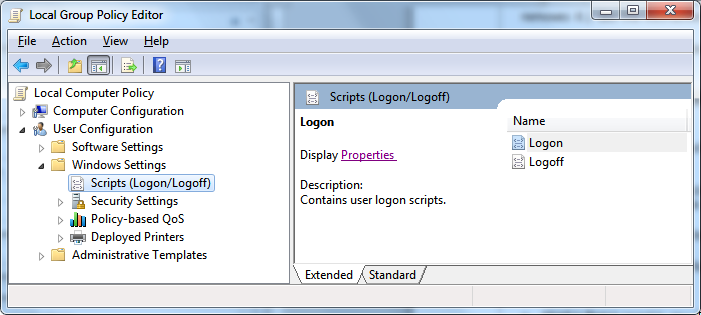 Local Group Policy Editor
File Action View Help
Local Computer Policy
Computer Configuration
User Configuration
Software Settings
Windows Settings
Scripts (Logon/Logoff)
Security Settings
Policy-based QoS
Deployed Printers
Administrative Templates
Scripts (Logon/Logoff)
Logon
Display Properties
Description:
Contains user logon scripts.
Name
Logon
Logoff
Extended Standard